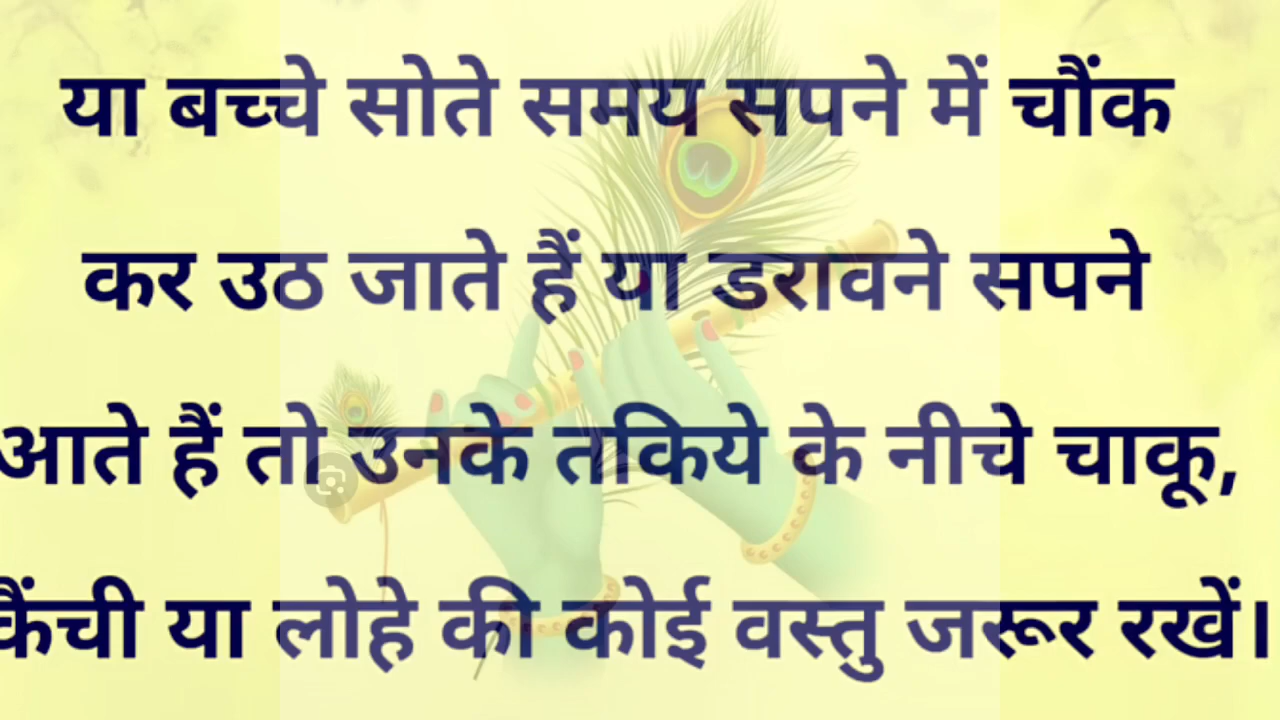 या बच्चे सोते समय सपने में चौंक
कर उठ जाते हैं या डरावने सपने
आते हैं तो उनके तकिये के नीचे चाकू,
कैंची या लोहे की कोई वस्तु जरूर रखें।